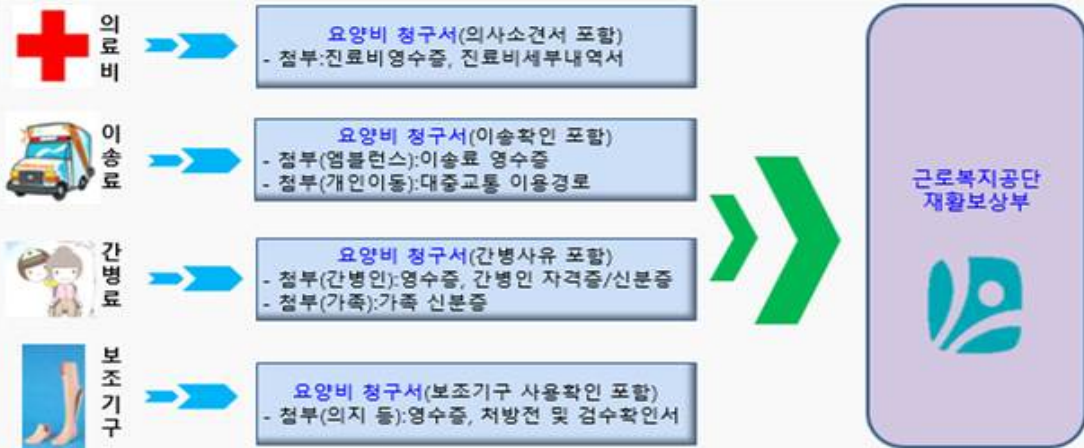 의료비
요양비 청구서(의사소견서 포함)
- 첨부:진료비영수증, 진료비세부내역서
이송료
요양비 청구서(이송확인 포함)
- 첨부(엠블런스):이송료 영수증
- 첨부(개인이동):대중교통 이용경로
간병료
요양비 청구서(간병사유 포함)
- 첨부(간병인):영수증, 간병인 자격증/신분증
- 첨부(가족):가족 신분증
보조기구
요양비 청구서(보조기구 사용확인 포함)
- 첨부(의지 등):영수증, 처방전 및 검수확인서
근로복지공단
재활보상부